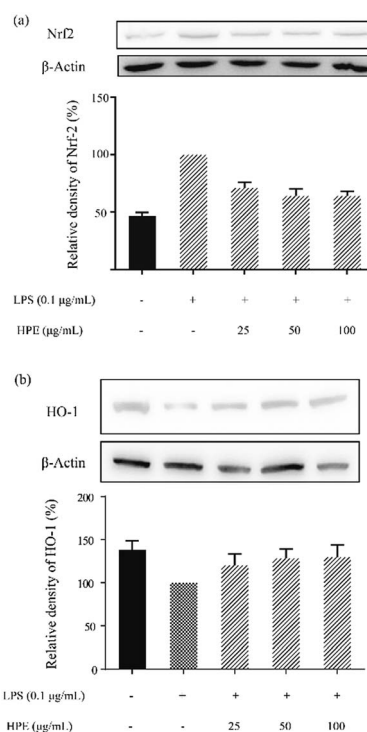 (a)
Nrf2
β-Actin
Relative density of Nrf-2 (%)
150
100
50
LPS (0.1 μg/mL) - + + + +
HPE (μg/mL) - - 25 50 100
(b)
HO-1
β-Actin
Relative density of HO-1 (%)
200
150
100
50
0
LPS (0.1 μg/mL) - − + + +
HPE (μg/mL) - - 25 50 100